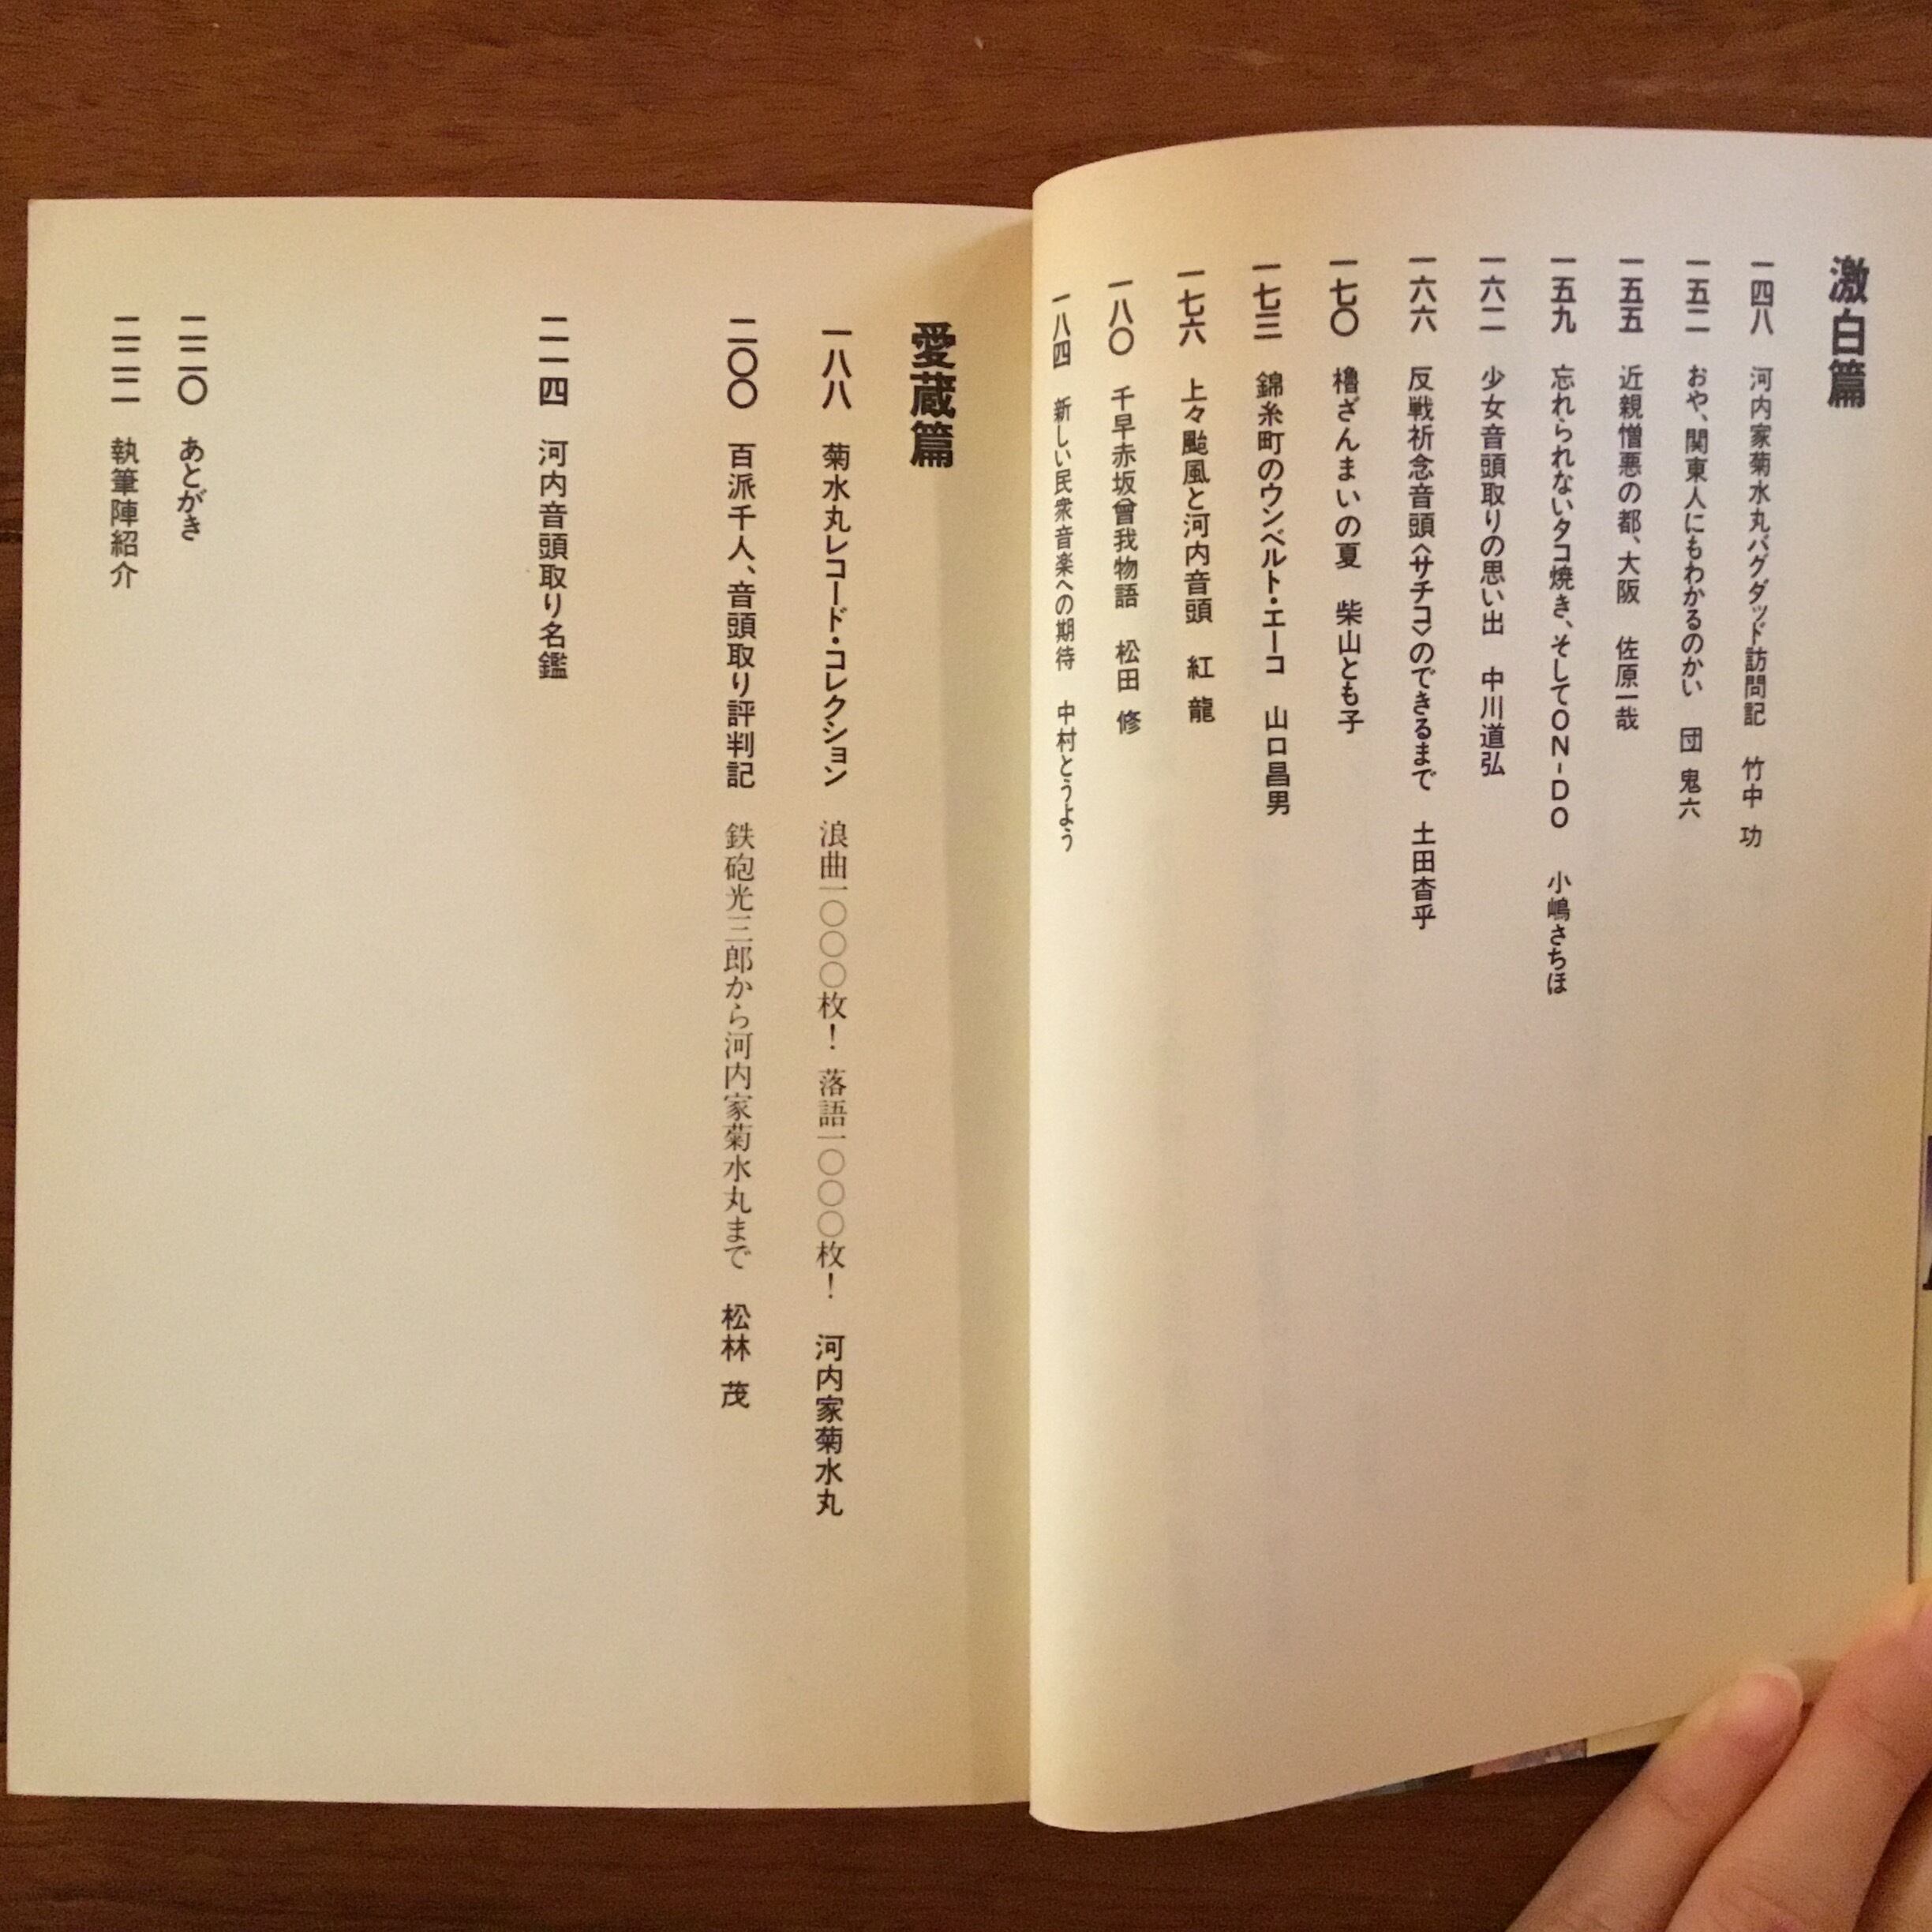 激白篇
一四八　河内家菊水丸バグダッド訪問記　竹中　功
一五二　おや、関東人にもわかるのかい　団　鬼六
一五五　近親憎悪の都、大阪　佐原一哉
一五九　忘れられないタコ焼き、そしてON-DO　小嶋さちほ
一六二　少女音頭取りの思い出　中川道弘
一六六　反戦祈念音頭〈サチコ〉のできるまで　土田杳乎
一七〇　櫓ざんまいの夏　柴山とも子
一七三　錦糸町のウンベルト・エーコ　山口昌男
一七六　上々颱風と河内音頭　紅　龍
一八〇　千早赤坂曾我物語　松田　修
一八四　新しい民衆音楽への期待　中村とうよう
愛蔵篇
一八八　菊水丸レコード・コレクション　浪曲一〇〇〇枚！　落語一〇〇〇枚！　河内家菊水丸
二〇〇　百派千人、音頭取り評判記　鉄砲光三郎から河内家菊水丸まで　松林　茂
二一四　河内音頭取り名鑑
二二〇　あとがき
二二二　執筆陣紹介